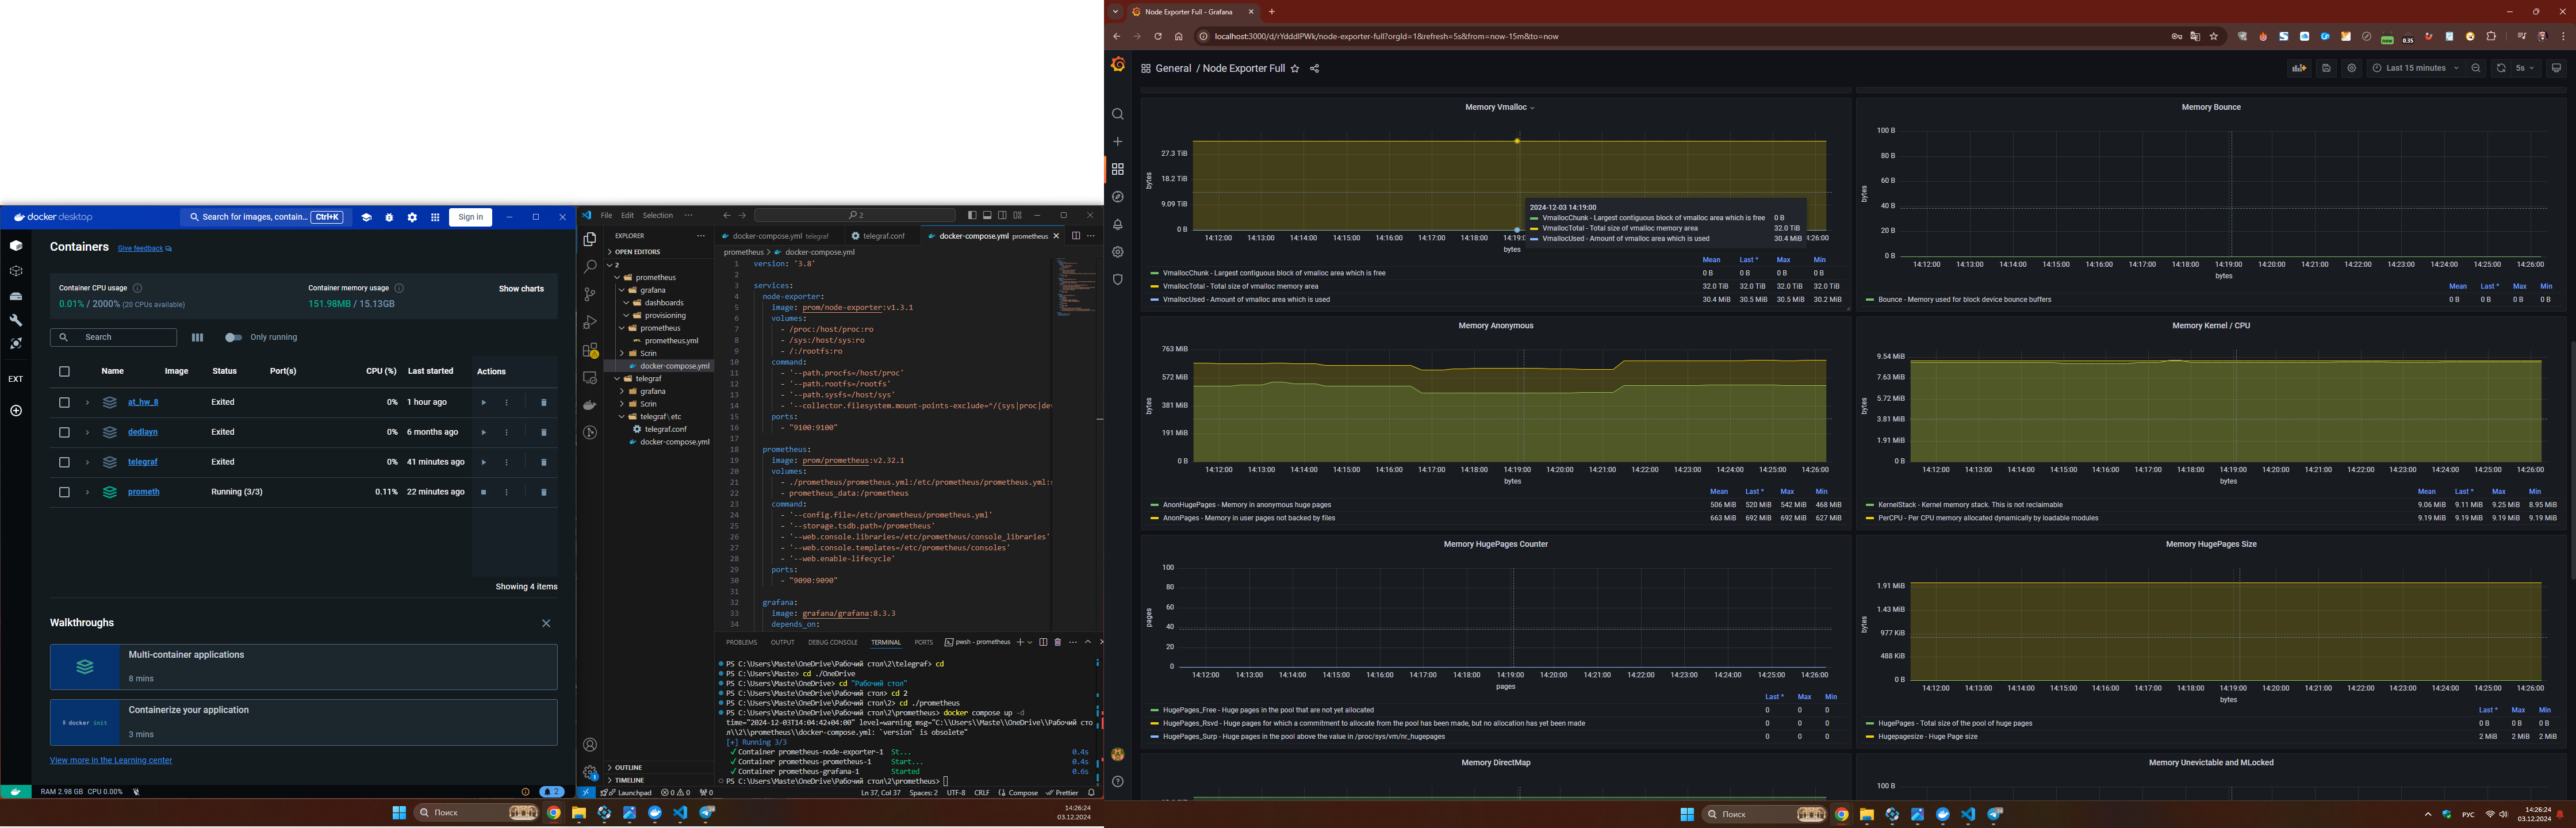 docker desktop
Search for images, contain...
Ctrl+K
Sign in
Containers
Give feedback
Container CPU usage
0.01% / 2000% (20 CPUs available)
Container memory usage
151.98MB / 15.13GB
Show charts
Search
Only running
Name Image Status Port(s) CPU (%) Last started Actions
at_hw_8 Exited 0% 1 hour ago
dedlayn Exited 0% 6 months ago
telegraf Exited 0% 41 minutes ago
prometh Running (3/3) 0.11% 22 minutes ago
Showing 4 items
Walkthroughs
Multi-container applications
8 mins
$ docker init
Containerize your application
3 mins
View more in the Learning center
EXT
RAM 2.98 GB CPU 0.00%
2
File Edit Selection ...
2
EXPLORER
OPEN EDITORS
2
prometheus
grafana
dashboards
provisioning
prometheus
prometheus.yml
Scrin
docker-compose.yml
telegraf
grafana
Scrin
telegraf \ etc
telegraf.conf
docker-compose.yml
OUTLINE
TIMELINE
docker-compose.yml telegraf
telegraf.conf
docker-compose.yml prometheus
prometheus > docker-compose.yml
1 version: '3.8'
2
3 services:
4 node-exporter:
5 image: prom/node-exporter:v1.3.1
6 volumes:
7 - /proc:/host/proc:ro
8 - /sys:/host/sys:ro
9 - /:/rootfs:ro
10 command:
11 - '--path.procfs=/host/proc'
12 - '--path.rootfs=/rootfs'
13 - '--path.sysfs=/host/sys'
14 - '--collector.filesystem.mount-points-exclude=^/(sys|proc|de
15 ports:
16 - "9100:9100"
17
18 prometheus:
19 image: prom/prometheus:v2.32.1
20 volumes:
21 - ./prometheus/prometheus.yml:/etc/prometheus/prometheus.yml:
22 - prometheus_data:/prometheus
23 command:
24 - '--config.file=/etc/prometheus/prometheus.yml'
25 - '--storage.tsdb.path=/prometheus'
26 - '--web.console.libraries=/etc/prometheus/console_libraries'
27 - '--web.console.templates=/etc/prometheus/consoles'
28 - '--web.enable-lifecycle'
29 ports:
30 - "9090:9090"
31
32 grafana:
33 image: grafana/grafana:8.3.3
34 depends_on:
PROBLEMS OUTPUT DEBUG CONSOLE TERMINAL PORTS
pwsh - prometheus
PS C:\Users\Maste\OneDrive\Рабочий стол\2\telegraf> cd
PS C:\Users\Maste> cd ./OneDrive
PS C:\Users\Maste\OneDrive> cd "Рабочий стол"
PS C:\Users\Maste\OneDrive\Рабочий стол> cd 2
PS C:\Users\Maste\OneDrive\Рабочий стол\2> cd ./prometheus
PS C:\Users\Maste\OneDrive\Рабочий стол\2\prometheus> docker compose up -d
time="2024-12-03T14:04:42+04:00" level=warning msg="C:\\Users\\Maste\\OneDrive\\Рабочий сто
л\\2\\prometheus\\docker-compose.yml: `version` is obsolete"
[+] Running 3/3
✔ Container prometheus-node-exporter-1 St... 0.4s
✔ Container prometheus-prometheus-1 Start... 0.4s
✔ Container prometheus-grafana-1 Started 0.6s
PS C:\Users\Maste\OneDrive\Рабочий стол\2\prometheus>
Launchpad 0 0 0
Ln 37, Col 37 Spaces: 2 UTF-8 CRLF Compose Prettier
Поиск
14:26:24
03.12.2024
Node Exporter Full - Grafana
localhost:3000/d/rYdddlPWk/node-exporter-full?orgId=1&refresh=5s&from=now-15m&to=now
new
0.35
General / Node Exporter Full
Last 15 minutes
5s
Memory Vmalloc
27.3 TiB
18.2 TiB
9.09 TiB
0 B
bytes
14:12:00 14:13:00 14:14:00 14:15:00 14:16:00 14:17:00 14:18:00 14:19:0 4:26:00
bytes
2024-12-03 14:19:00
VmallocChunk - Largest contiguous block of vmalloc area which is free 0 B
VmallocTotal - Total size of vmalloc memory area 32.0 TiB
VmallocUsed - Amount of vmalloc area which is used 30.4 MiB
Mean Last * Max Min
VmallocChunk - Largest contiguous block of vmalloc area which is free 0 B 0 B 0 B 0 B
VmallocTotal - Total size of vmalloc memory area 32.0 TiB 32.0 TiB 32.0 TiB 32.0 TiB
VmallocUsed - Amount of vmalloc area which is used 30.4 MiB 30.5 MiB 30.5 MiB 30.2 MiB
Memory Bounce
100 B
80 B
60 B
40 B
20 B
0 B
bytes
14:12:00 14:13:00 14:14:00 14:15:00 14:16:00 14:17:00 14:18:00 14:19:00 14:20:00 14:21:00 14:22:00 14:23:00 14:24:00 14:25:00 14:26:00
bytes
Mean Last * Max Min
Bounce - Memory used for block device bounce buffers 0 B 0 B 0 B 0 B
Memory Anonymous
763 MiB
572 MiB
381 MiB
191 MiB
0 B
bytes
14:12:00 14:13:00 14:14:00 14:15:00 14:16:00 14:17:00 14:18:00 14:19:00 14:20:00 14:21:00 14:22:00 14:23:00 14:24:00 14:25:00 14:26:00
bytes
Mean Last * Max Min
AnonHugePages - Memory in anonymous huge pages 506 MiB 520 MiB 542 MiB 468 MiB
AnonPages - Memory in user pages not backed by files 663 MiB 692 MiB 692 MiB 627 MiB
Memory Kernel / CPU
9.54 MiB
7.63 MiB
5.72 MiB
3.81 MiB
1.91 MiB
0 B
bytes
14:12:00 14:13:00 14:14:00 14:15:00 14:16:00 14:17:00 14:18:00 14:19:00 14:20:00 14:21:00 14:22:00 14:23:00 14:24:00 14:25:00 14:26:00
bytes
Mean Last * Max Min
KernelStack - Kernel memory stack. This is not reclaimable 9.06 MiB 9.11 MiB 9.25 MiB 8.95 MiB
PerCPU - Per CPU memory allocated dynamically by loadable modules 9.19 MiB 9.19 MiB 9.19 MiB 9.19 MiB
Memory HugePages Counter
100
80
60
40
20
0
pages
14:12:00 14:13:00 14:14:00 14:15:00 14:16:00 14:17:00 14:18:00 14:19:00 14:20:00 14:21:00 14:22:00 14:23:00 14:24:00 14:25:00 14:26:00
pages
Last * Max Min
HugePages_Free - Huge pages in the pool that are not yet allocated 0 0 0
HugePages_Rsvd - Huge pages for which a commitment to allocate from the pool has been made, but no allocation has yet been made 0 0 0
HugePages_Surp - Huge pages in the pool above the value in /proc/sys/vm/nr_hugepages 0 0 0
Memory HugePages Size
1.91 MiB
1.43 MiB
977 KiB
488 KiB
0 B
bytes
14:12:00 14:13:00 14:14:00 14:15:00 14:16:00 14:17:00 14:18:00 14:19:00 14:20:00 14:21:00 14:22:00 14:23:00 14:24:00 14:25:00 14:26:00
bytes
Last * Max Min
HugePages - Total size of the pool of huge pages 0 B 0 B 0 B
Hugepagesize - Huge Page size 2 MiB 2 MiB 2 MiB
Memory DirectMap
Memory Unevictable and MLocked
100 B
Поиск
РУС
14:26:24
03.12.2024